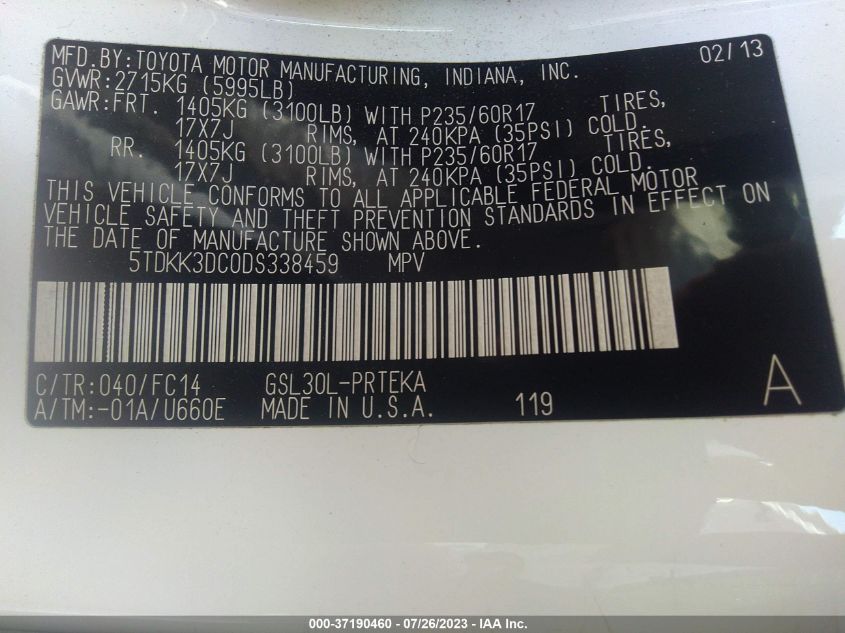 MFD.BY:TOYOTA MOTOR MANUFACTURING, INDIANA, INC. 02/13
GVWR:2715KG (5995LB)
GAWR:FRT. 1405KG (3100LB) WITH P235/60R17 TIRES,
17X7J RIMS, AT 240KPA (35PSI) COLD.
RR. 1405KG (3100LB) WITH P235/60R17 TIRES,
17X7J RIMS, AT 240KPA (35PSI) COLD.
THIS VEHICLE CONFORMS TO ALL APPLICABLE FEDERAL MOTOR
VEHICLE SAFETY AND THEFT PREVENTION STANDARDS IN EFFECT ON
THE DATE OF MANUFACTURE SHOWN ABOVE.
5TDKK3DC0DS338459 MPV
C/TR:040/FC14 GSL30L-PRTEKA
A/TM:-01A/U660E MADE IN U.S.A. 119 A
000-37190460 - 07/26/2023 - IAA Inc.